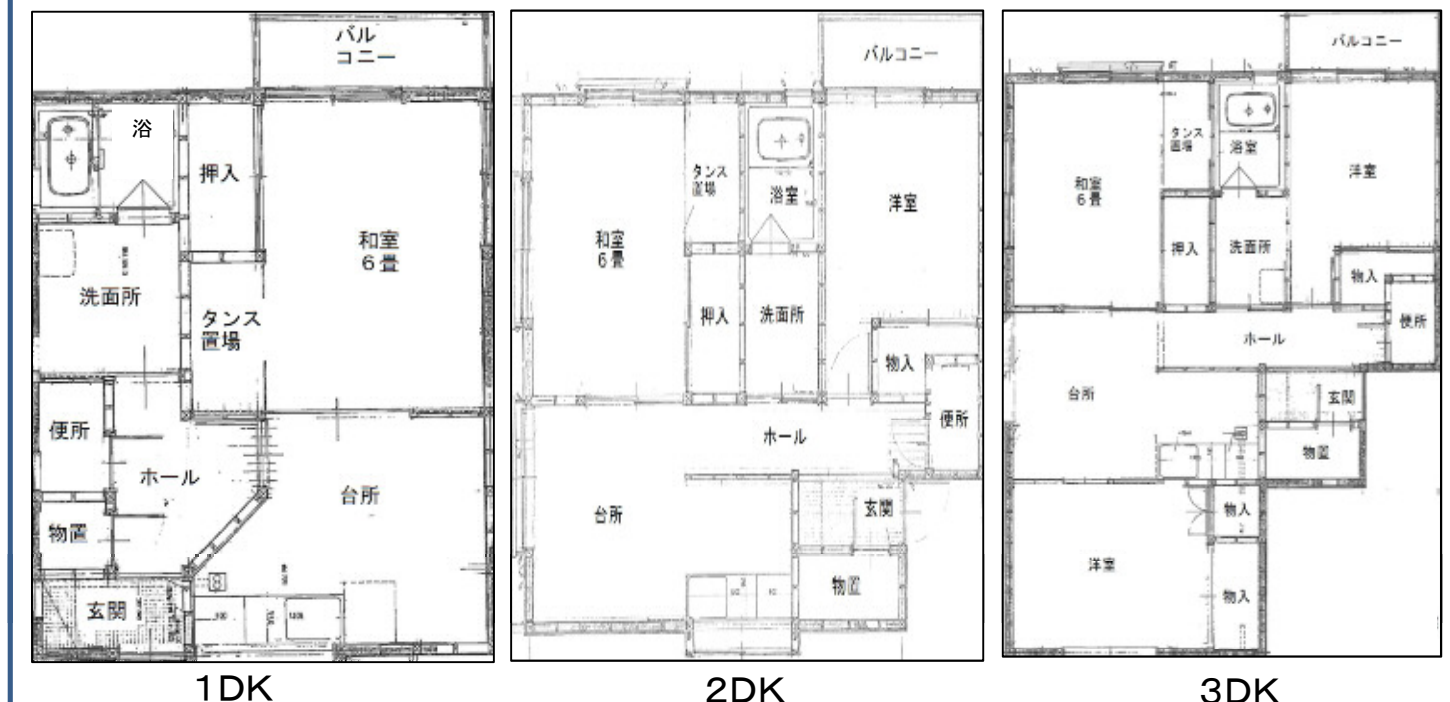 バル
コニー
浴
押入
和室
6畳
洗面所
タンス
置場
便所
ホール
台所
物置
玄関
1DK
バルコニー
タンス
置場
浴室
洋室
和室
6畳
押入
洗面所
物入
便所
ホール
台所
玄関
物置
2DK
バルコニー
タンス
置場
浴室
洋室
和室
6畳
押入
洗面所
物入
便所
ホール
台所
玄関
物置
物入
洋室
物入
3DK